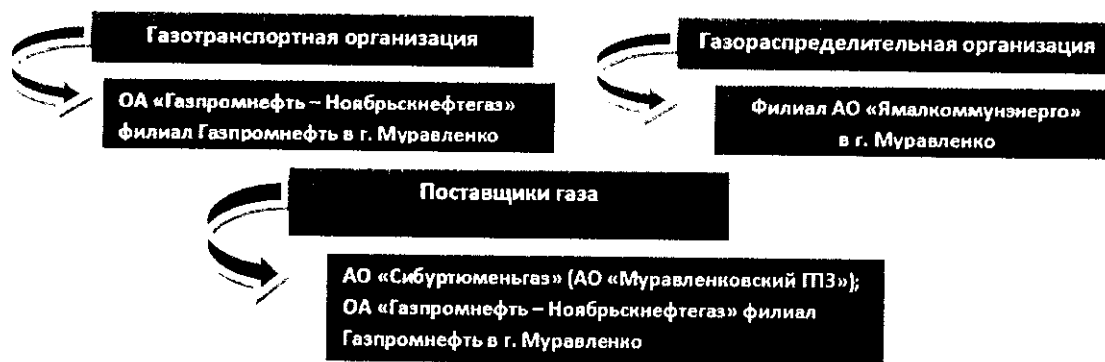 Газотранспортная организация
ОА «Газпромнефть – Ноябрьскнефтегаз»
филиал Газпромнефть в г. Муравленко
Газораспределительная организация
Филиал АО «Ямалкоммунэнерго»
в г. Муравленко
Поставщики газа
АО «Сибуртюменьгаз» (АО «Муравленковский ГПЗ»);
ОА «Газпромнефть – Ноябрьскнефтегаз» филиал
Газпромнефть в г. Муравленко